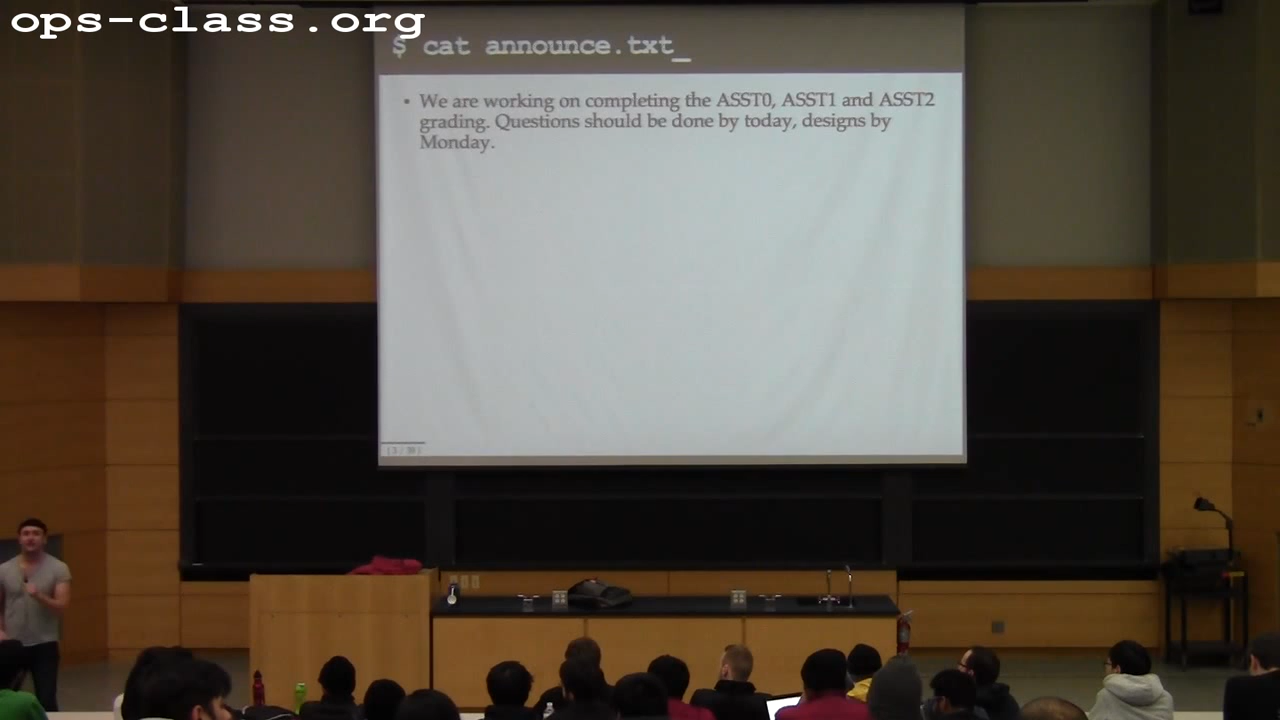 ops-class.org
$ cat announce.txt_
• We are working on completing the ASST0, ASST1 and ASST2
grading. Questions should be done by today, designs by
Monday.